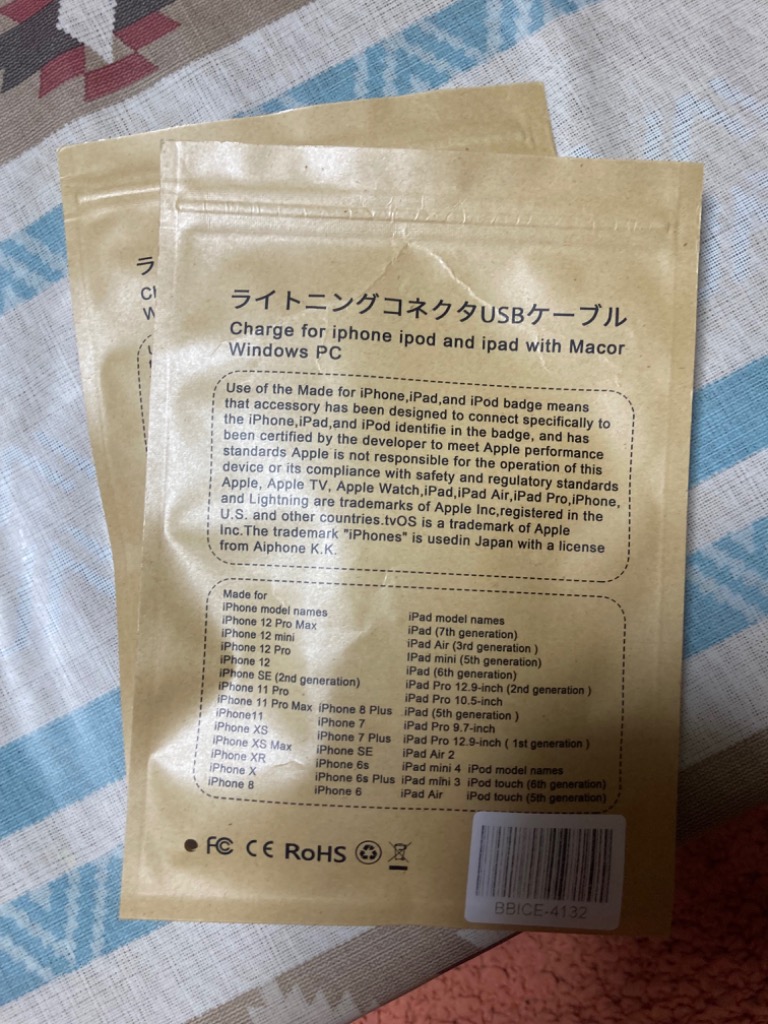 ライトニングコネクタUSBケーブル
Charge for iphone ipod and ipad with Macor
Windows PC
Use of the Made for iPhone,iPad,and iPod badge means
that accessory has been designed to connect specifically to
the iPhone,iPad,and iPod identifie in the badge, and has
been certified by the developer to meet Apple performance
standards Apple is not responsible for the operation of this
device or its compliance with safety and regulatory standards
Apple, Apple TV, Apple Watch,iPad,iPad Air,iPad Pro,iPhone,
and Lightning are trademarks of Apple Inc,registered in the
U.S. and other countries.tvOS is a trademark of Apple
Inc.The trademark "iPhones" is usedin Japan with a license
from Aiphone K.K.
Made for
iPhone model names
iPhone 12 Pro Max
iPhone 12 mini
iPhone 12 Pro
iPhone 12
iPhone SE (2nd generation)
iPhone 11 Pro
iPhone 11 Pro Max
iPhone11
iPhone XS
iPhone XS Max
iPhone XR
iPhone X
iPhone 8
iPhone 8 Plus
iPhone 7
iPhone 7 Plus
iPhone SE
iPhone 6s
iPhone 6s Plus
iPhone 6
iPad model names
iPad (7th generation)
iPad Air (3rd generation )
IPad mini (5th generation)
iPad (6th generation)
iPad Pro 12.9-inch (2nd generation )
iPad Pro 10.5-inch
iPad (5th generation )
iPad Pro 9.7-inch
iPad Pro 12.9-inch ( 1st generation )
iPad Air 2
iPad mini 4
iPad mini 3
iPad Air
iPod model names
iPod touch (6th generation)
iPod touch (5th generation)
FC CE RoHS
BBICE-4132
ラ
Cl
W